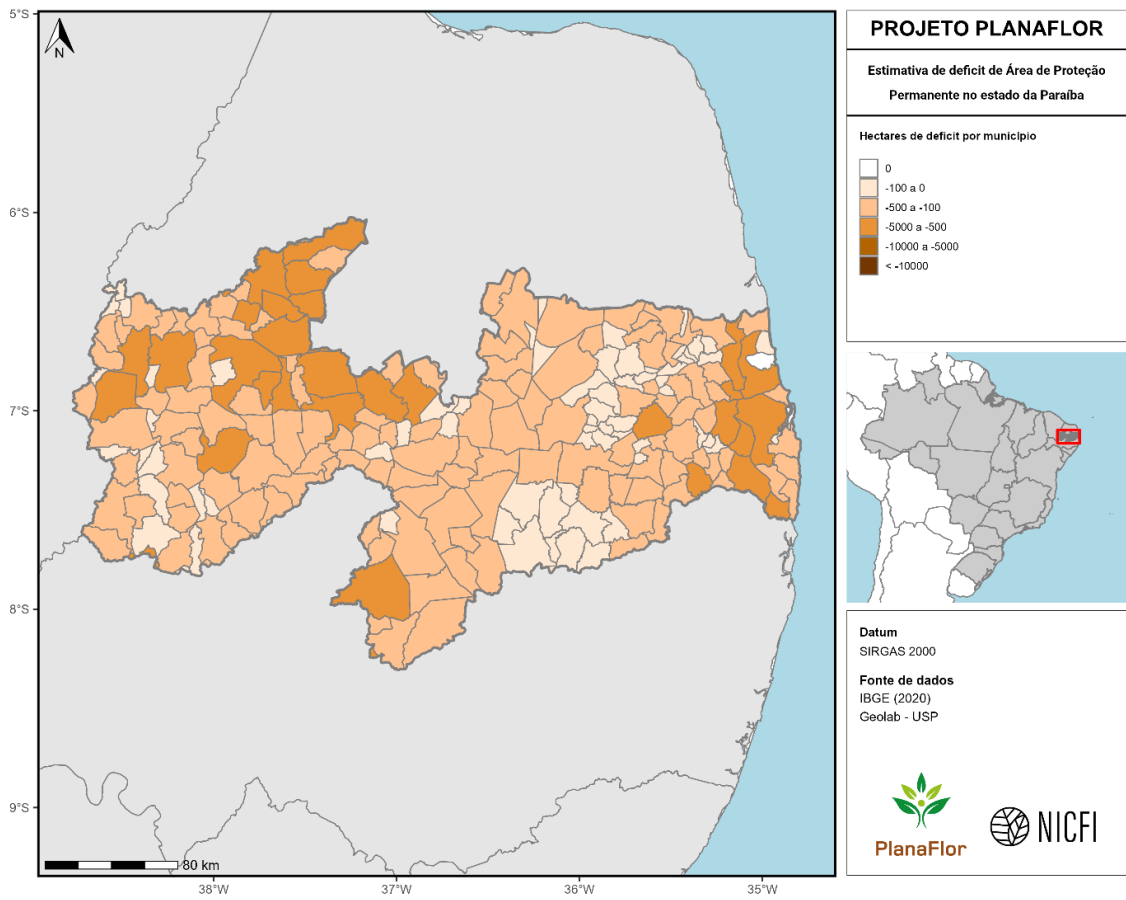 5°S
6°S
7°S
8°S
9°S
N
80 km
38°W
37°W
36°W
35°W
PROJETO PLANAFLOR
Estimativa de deficit de Área de Proteção
Permanente no estado da Paraíba
Hectares de deficit por município
0
-100 a 0
-500 a -100
-5000 a -500
-10000 a -5000
< -10000
Datum
SIRGAS 2000
Fonte de dados
IBGE (2020)
Geolab - USP
PlanaFlor
NICFI